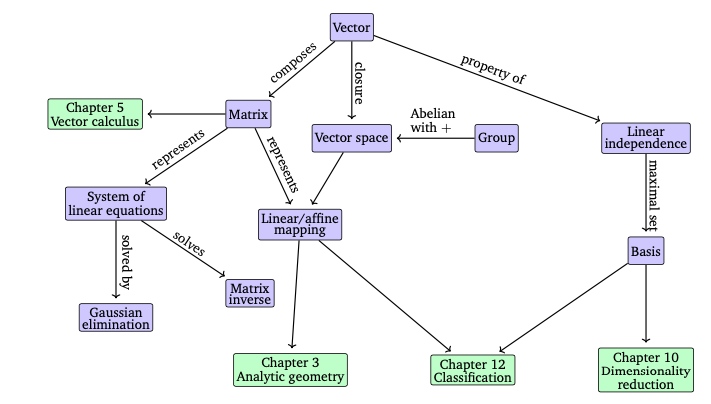 Vector
composes
closure
property of
Chapter 5
Vector calculus
Matrix
Abelian
with +
Vector space
Group
Linear
independence
represents
represents
maximal set
System of
linear equations
Linear/affine
mapping
solved by
solves
Basis
Matrix
inverse
Gaussian
elimination
Chapter 3
Analytic geometry
Chapter 12
Classification
Chapter 10
Dimensionality
reduction